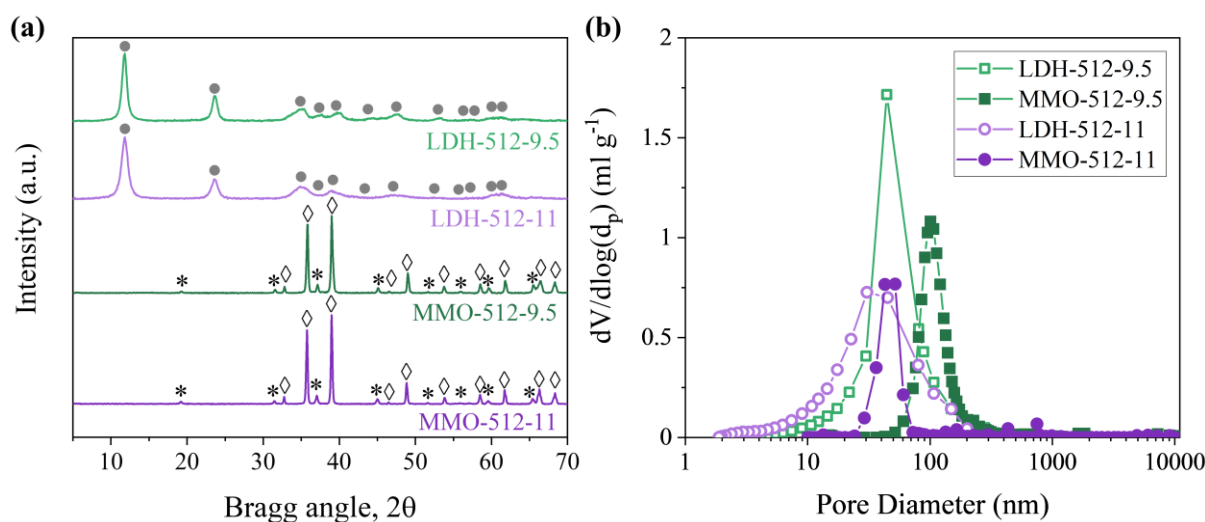 (a)
Intensity (a.u.)
LDH-512-9.5
LDH-512-11
MMO-512-9.5
MMO-512-11
10 20 30 40 50 60 70
Bragg angle, 2θ
(b)
dV/dlog(dₚ) (ml g⁻¹)
2
1.5
1
0.5
0
LDH-512-9.5
MMO-512-9.5
LDH-512-11
MMO-512-11
1 10 100 1000 10000
Pore Diameter (nm)